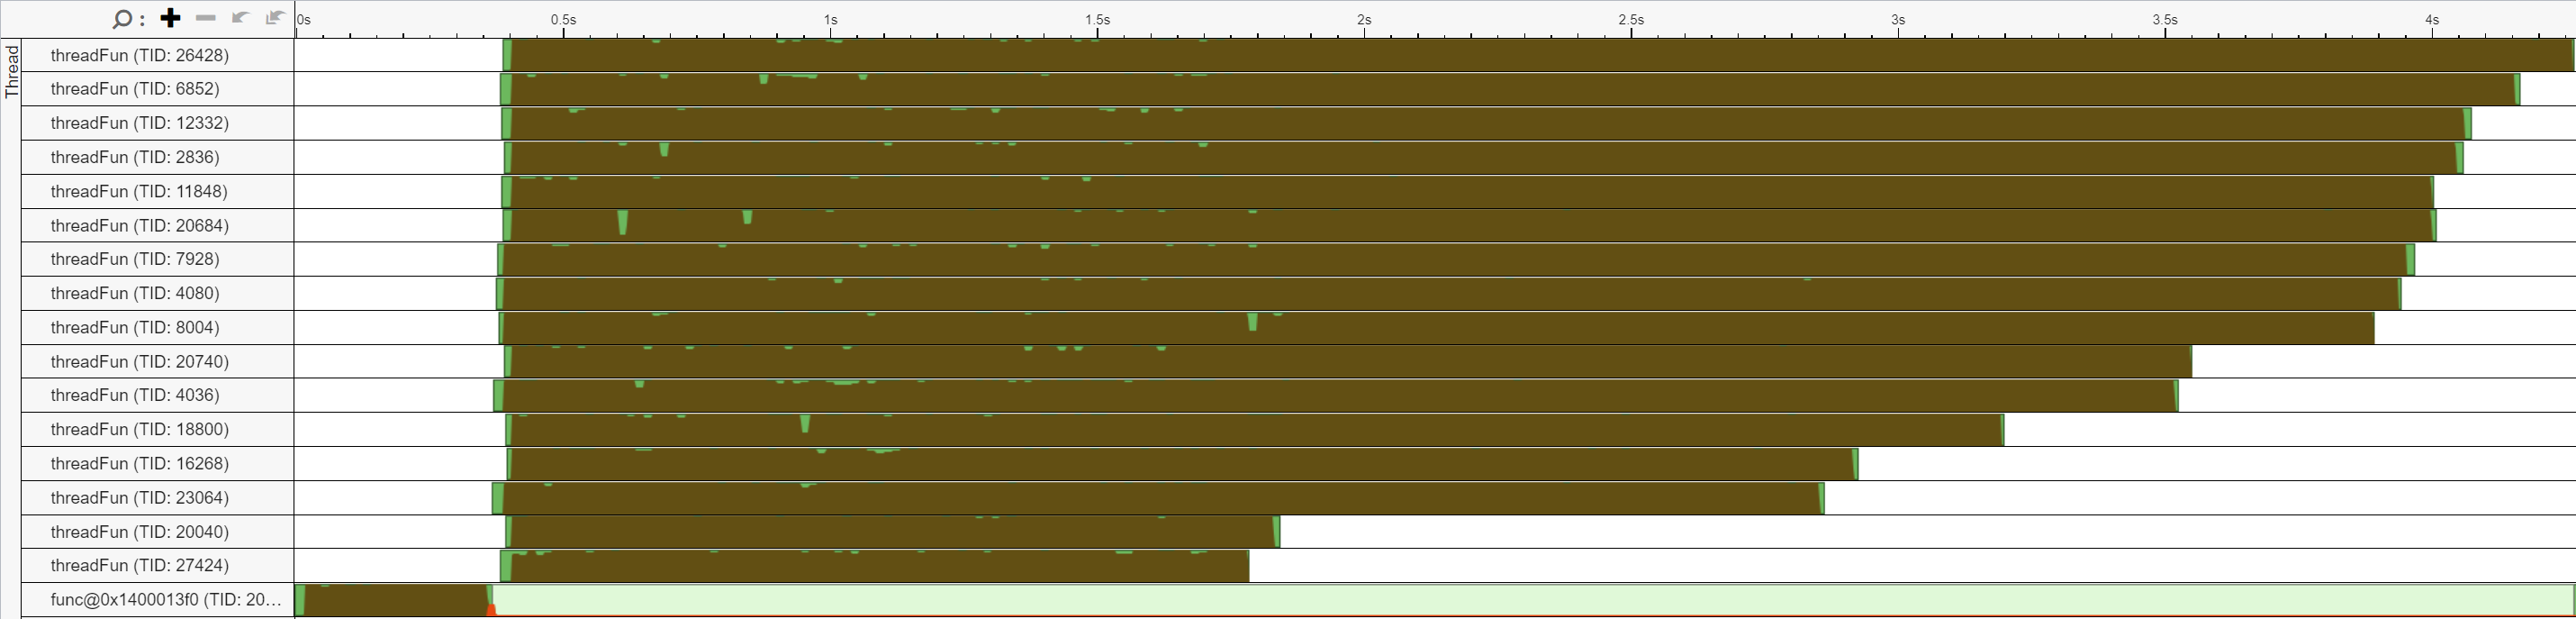 : 0s 0.5s 1s 1.5s 2s 2.5s 3s 3.5s 4s
Thread
threadFun (TID: 26428)
threadFun (TID: 6852)
threadFun (TID: 12332)
threadFun (TID: 2836)
threadFun (TID: 11848)
threadFun (TID: 20684)
threadFun (TID: 7928)
threadFun (TID: 4080)
threadFun (TID: 8004)
threadFun (TID: 20740)
threadFun (TID: 4036)
threadFun (TID: 18800)
threadFun (TID: 16268)
threadFun (TID: 23064)
threadFun (TID: 20040)
threadFun (TID: 27424)
func@0x1400013f0 (TID: 20...